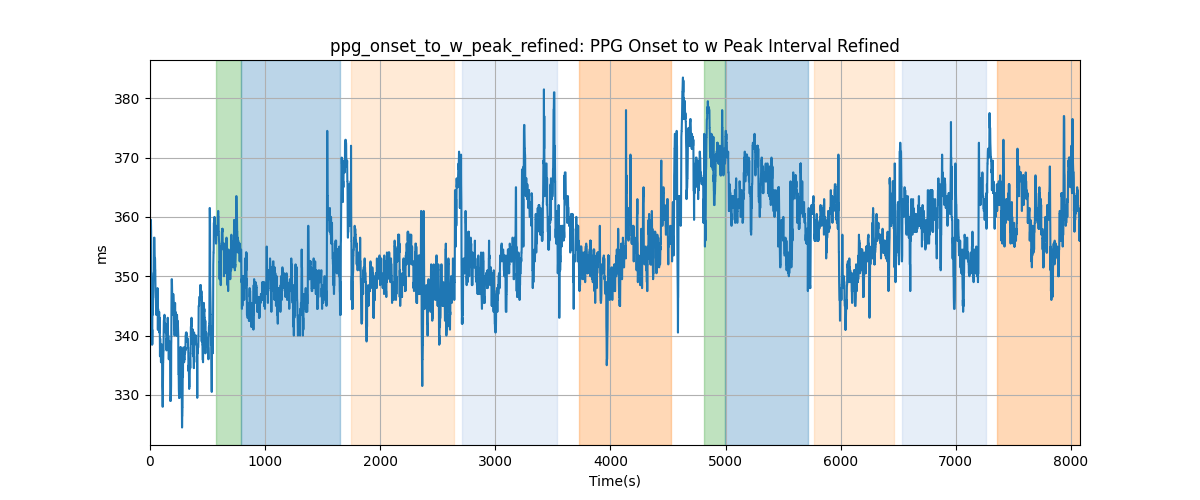 ppg_onset_to_w_peak_refined: PPG Onset to w Peak Interval Refined
380
370
360
350
340
330
ms
0 1000 2000 3000 4000 5000 6000 7000 8000
Time(s)